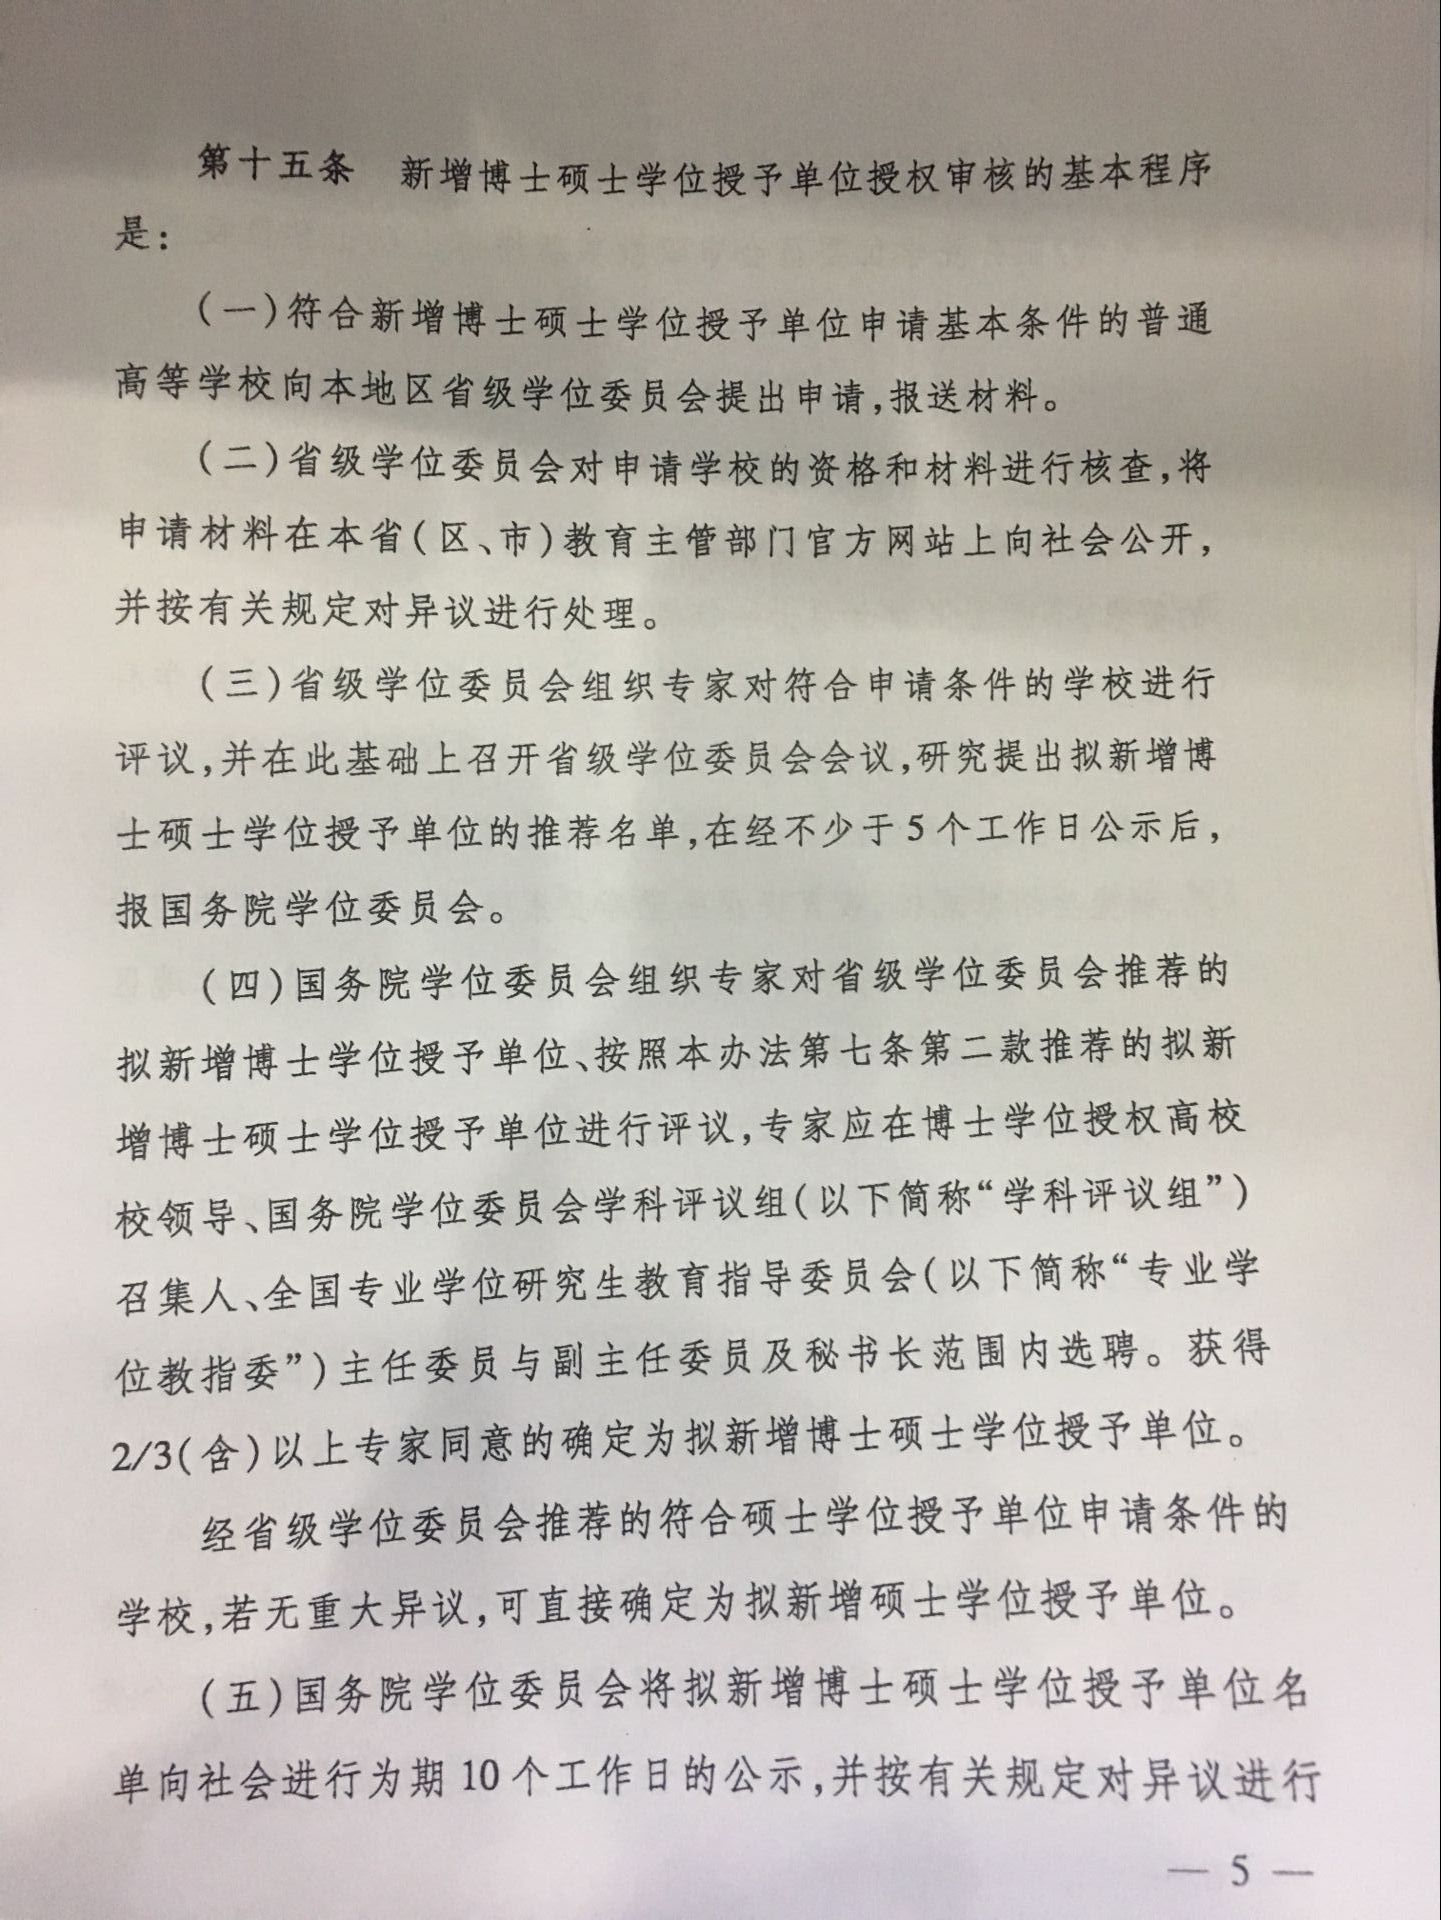 第十五条　新增博士硕士学位授予单位授权审核的基本程序
是：
（一）符合新增博士硕士学位授予单位申请基本条件的普通
高等学校向本地区省级学位委员会提出申请，报送材料。
（二）省级学位委员会对申请学校的资格和材料进行核查，将
申请材料在本省（区、市）教育主管部门官方网站上向社会公开，
并按有关规定对异议进行处理。
（三）省级学位委员会组织专家对符合申请条件的学校进行
评议，并在此基础上召开省级学位委员会会议，研究提出拟新增博
士硕士学位授予单位的推荐名单，在经不少于5个工作日公示后，
报国务院学位委员会。
（四）国务院学位委员会组织专家对省级学位委员会推荐的
拟新增博士学位授予单位、按照本办法第七条第二款推荐的拟新
增博士硕士学位授予单位进行评议，专家应在博士学位授权高校
校领导、国务院学位委员会学科评议组（以下简称“学科评议组”）
召集人、全国专业学位研究生教育指导委员会（以下简称“专业学
位教指委”）主任委员与副主任委员及秘书长范围内选聘。获得
2/3（含）以上专家同意的确定为拟新增博士硕士学位授予单位。
经省级学位委员会推荐的符合硕士学位授予单位申请条件的
学校，若无重大异议，可直接确定为拟新增硕士学位授予单位。
（五）国务院学位委员会将拟新增博士硕士学位授予单位名
单向社会进行为期10个工作日的公示，并按有关规定对异议进行
— 5 —